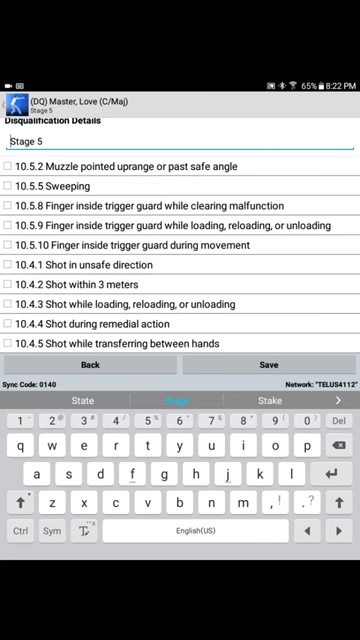 65% 8:22 PM
(DQ) Master, Love (C/Maj)
Stage 5
Disqualification Details
Stage 5
10.5.2 Muzzle pointed uprange or past safe angle
10.5.5 Sweeping
10.5.8 Finger inside trigger guard while clearing malfunction
10.5.9 Finger inside trigger guard while loading, reloading, or unloading
10.5.10 Finger inside trigger guard during movement
10.4.1 Shot in unsafe direction
10.4.2 Shot within 3 meters
10.4.3 Shot while loading, reloading, or unloading
10.4.4 Shot during remedial action
10.4.5 Shot while transferring between hands
Back Save
Sync Code: 0140 Network: "TELUS4112"
State Stage Stake
1 2 @ 3 # 4 / 5 % 6 ^ 7 & 8 * 9 ( 0 ) Del
q w e r t y u i o p
a s d f g h j k l
z x c v b n m , ! . ?
Ctrl Sym T English(US)